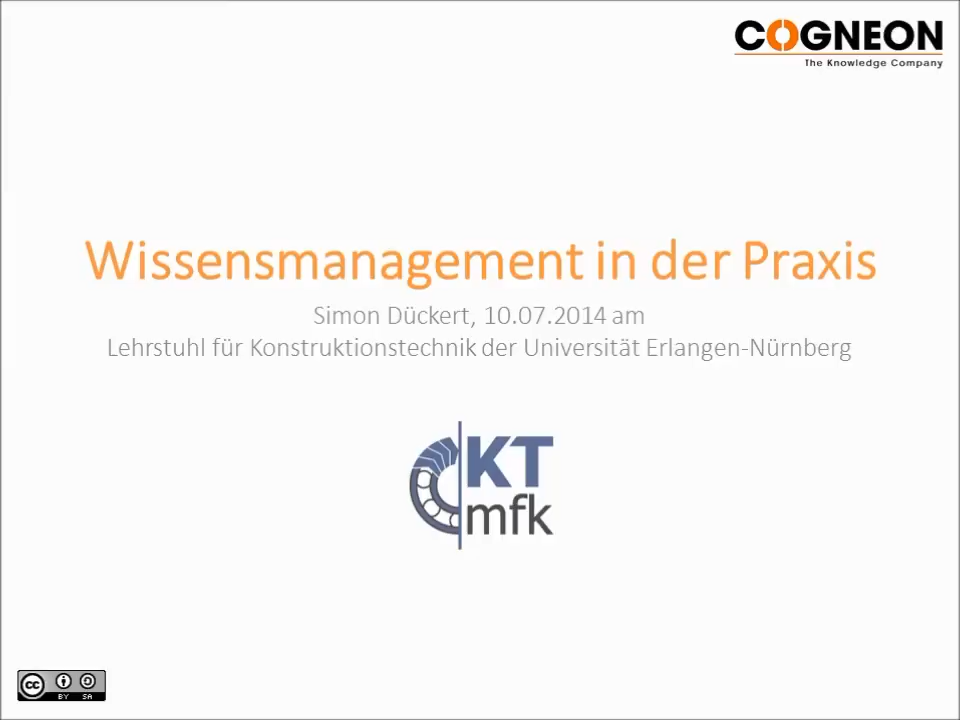 COGNEON
The Knowledge Company
Wissensmanagement in der Praxis
Simon Dückert, 10.07.2014 am
Lehrstuhl für Konstruktionstechnik der Universität Erlangen-Nürnberg
KT
mfk
cc
BY SA